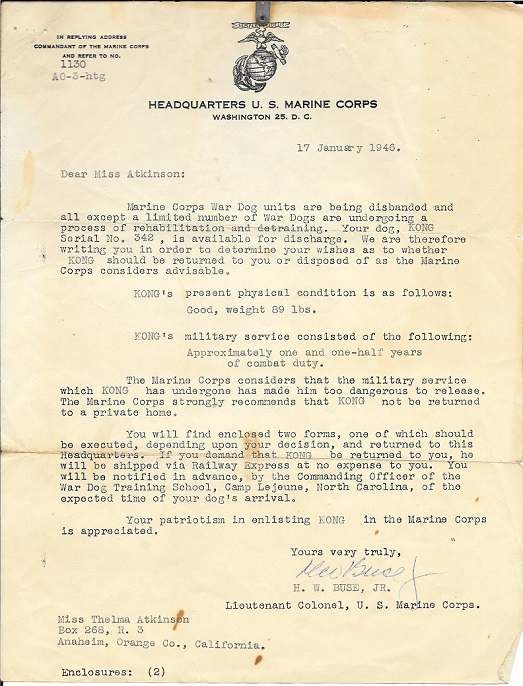 IN REPLYING ADDRESS
COMMANDANT OF THE MARINE CORPS
AND REFER TO NO.
1130
AO-3-htg
HEADQUARTERS U. S. MARINE CORPS
WASHINGTON 25, D. C.
17 January 1946.
Dear Miss Atkinson:
Marine Corps War Dog units are being disbanded
and all except a limited number of War Dogs are undergoing a
process of rehabilitation and detraining. Your dog, KONG
Serial No. 342 , is available for discharge. We are therefore
writing you in order to determine your wishes as to whether
KONG should be returned to you or disposed of as the Marine
Corps considers advisable.
KONG's present physical condition is as follows:
Good, weight 89 lbs.
KONG's military service consisted of the following:
Approximately one and one-half years
of combat duty.
The Marine Corps considers that the military service
which KONG has undergone has made him too dangerous to release.
The Marine Corps strongly recommends that KONG not be returned
to a private home.
You will find enclosed two forms, one of which should
be executed, depending upon your decision, and returned to this
Headquarters. If you demand that KONG be returned to you, he
will be shipped via Railway Express at no expense to you. You
will be notified in advance, by the Commanding Officer of the
War Dog Training School, Camp Lejeune, North Carolina, of the
expected time of your dog's arrival.
Your patriotism in enlisting KONG in the Marine Corps
is appreciated.
Yours very truly,
H. W. BUSE, JR.
Lieutenant Colonel, U. S. Marine Corps.
Miss Thelma Atkinson
Box 268, R. 3
Anaheim, Orange Co., California.
Enclosures: (2)